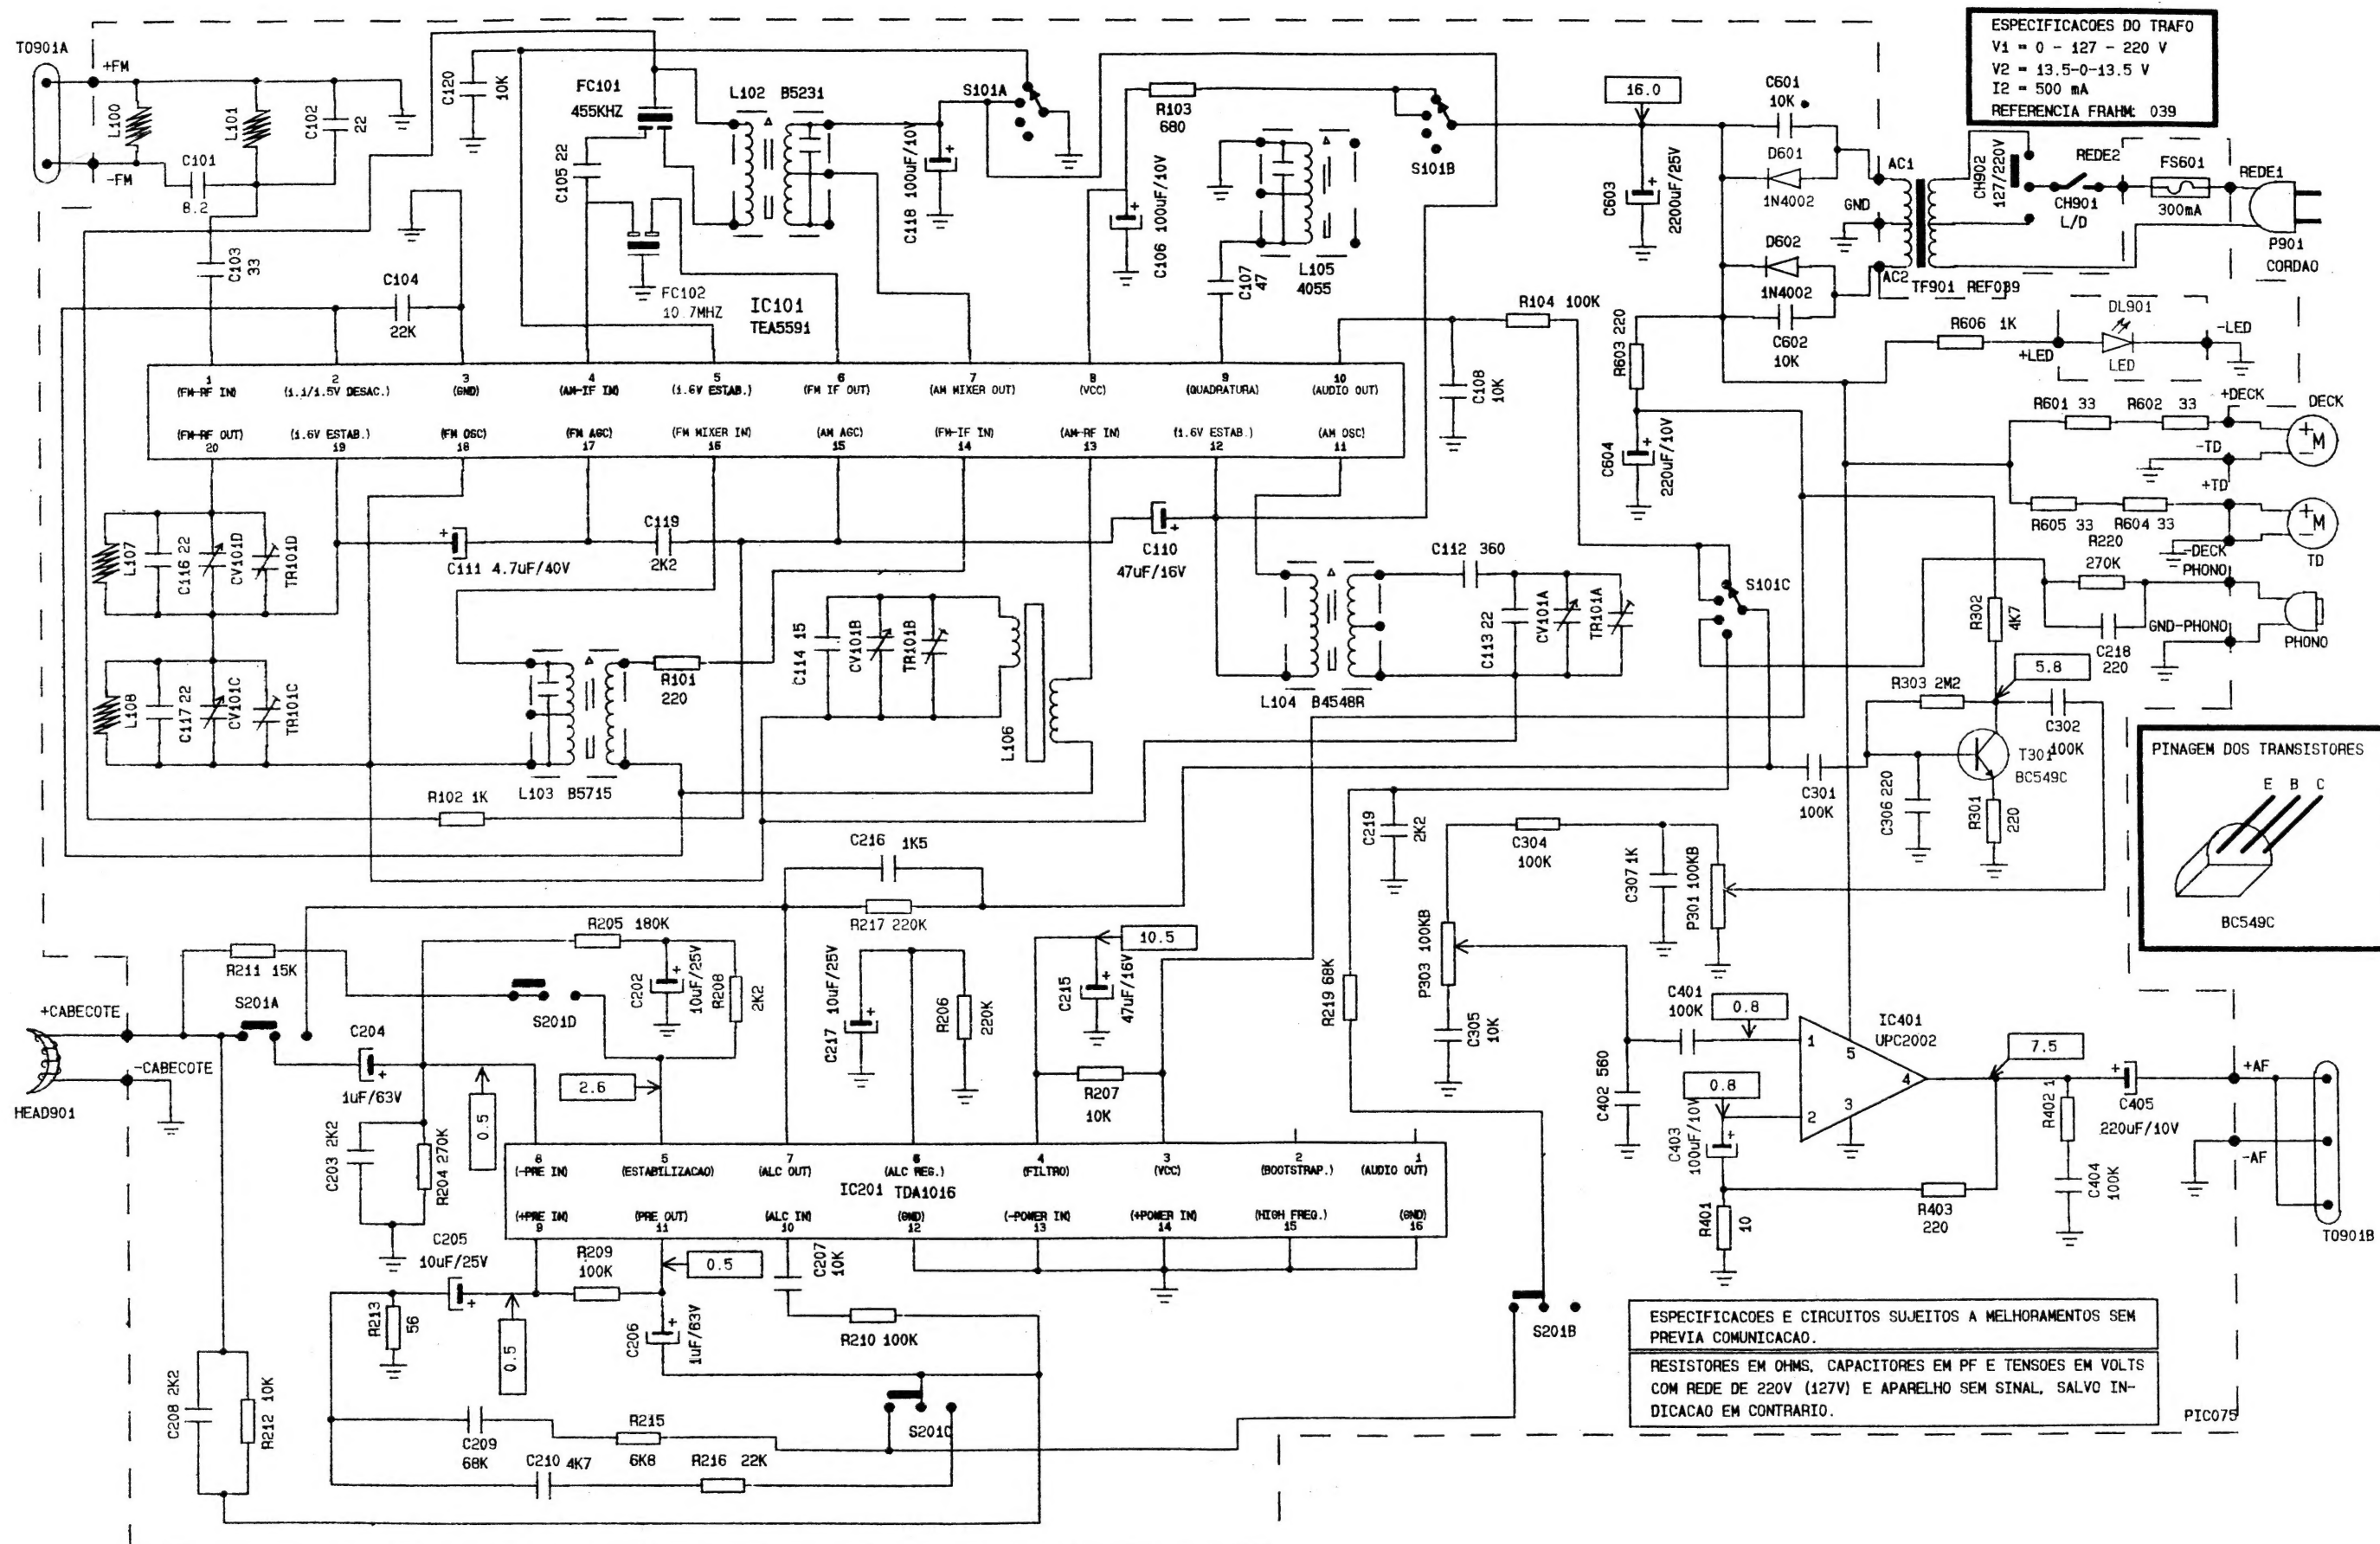 ESPECIFICACOES DO TRAFO
V1 = 0 - 127 - 220 V
V2 = 13.5-0-13.5 V
I2 = 500 mA
REFERENCIA FRAHM: 039
TO901A
+FM
-FM
L100
L101
C102
22
C101
8.2
C103
33
C104
22K
C120
10K
FC101
455KHZ
C105 22
FC102
10.7MHZ
L102 B5231
IC101
TEA5591
C118 100uF/10V
S101A
R103
680
C106 100uF/10V
S101B
L105
4055
C107
47
R104 100K
C108
10K
16.0
C603
2200uF/25V
C601
10K
D601
1N4002
D602
1N4002
C602
10K
R603 220
C604
220uF/10V
AC1
GND
AC2
TF901 REF039
CH902
127/220V
REDE2
CH901
L/D
FS601
300mA
REDE1
P901
CORDAO
R606 1K
+LED
DL901
LED
-LED
R601 33
R602 33
+DECK
DECK
+
M
-
-TD
+TD
R605 33
R604 33
+
M
-
TD
-DECK
R220
270K
PHONO
GND-PHONO
C218
220
PHONO
1
(FM-RF IN)
2
(1.1/1.5V DESAC.)
3
(GND)
4
(AM-IF IN)
5
(1.6V ESTAB.)
6
(FM IF OUT)
7
(AM MIXER OUT)
8
(VCC)
9
(QUADRATURA)
10
(AUDIO OUT)
(FM-RF OUT)
20
(1.6V ESTAB.)
19
(FM OSC)
18
(FM AGC)
17
(FM MIXER IN)
16
(AM AGC)
15
(FM-IF IN)
14
(AM-RF IN)
13
(1.6V ESTAB.)
12
(AM OSC)
11
L107
C116 22
CV101D
TR101D
L108
C117 22
CV101C
TR101C
C111 4.7uF/40V
C119
2K2
C110
47uF/16V
R102 1K
L103 B5715
R101
220
C114 15
CV101B
TR101B
L106
L104 B4548R
C112 360
C113 22
CV101A
TR101A
S101C
R302
4K7
5.8
R303 2M2
C302
100K
T301
BC549C
C301
100K
C306 220
R301
220
PINAGEM DOS TRANSISTORES
E B C
BC549C
C216 1K5
R217 220K
C219
2K2
C304
100K
C307 1K
P301 100KB
P303 100KB
C305
10K
R219 68K
R205 180K
R211 15K
S201A
S201D
C202
10uF/25V
R208
2K2
C217 10uF/25V
R206
220K
10.5
C215
47uF/16V
R207
10K
+CABECOTE
-CABECOTE
HEAD901
C204
1uF/63V
C203 2K2
R204 270K
0.5
2.6
8
(-PRE IN)
5
(ESTABILIZACAO)
7
(ALC OUT)
6
(ALC REG.)
4
(FILTRO)
3
(VCC)
2
(BOOTSTRAP.)
1
(AUDIO OUT)
IC201 TDA1016
(+PRE IN)
9
(PRE OUT)
11
(ALC IN)
10
(GND)
12
(-POWER IN)
13
(+POWER IN)
14
(HIGH FREQ.)
15
(GND)
16
C205
10uF/25V
R209
100K
0.5
C207
10K
R213
56
0.5
C206
1uF/63V
R210 100K
S201C
S201B
C208 2K2
R212 10K
C209
68K
R215
6K8
C210 4K7
R216 22K
C401
100K
0.8
IC401
UPC2002
1
5
4
2
3
7.5
0.8
C402 560
C403
100uF/10V
R401
10
R403
220
R402 1
C404
100K
C405
220uF/10V
+AF
-AF
TO901B
ESPECIFICACOES E CIRCUITOS SUJEITOS A MELHORAMENTOS SEM
PREVIA COMUNICACAO.
RESISTORES EM OHMS, CAPACITORES EM PF E TENSOES EM VOLTS
COM REDE DE 220V (127V) E APARELHO SEM SINAL, SALVO IN-
DICACAO EM CONTRARIO.
PIC075